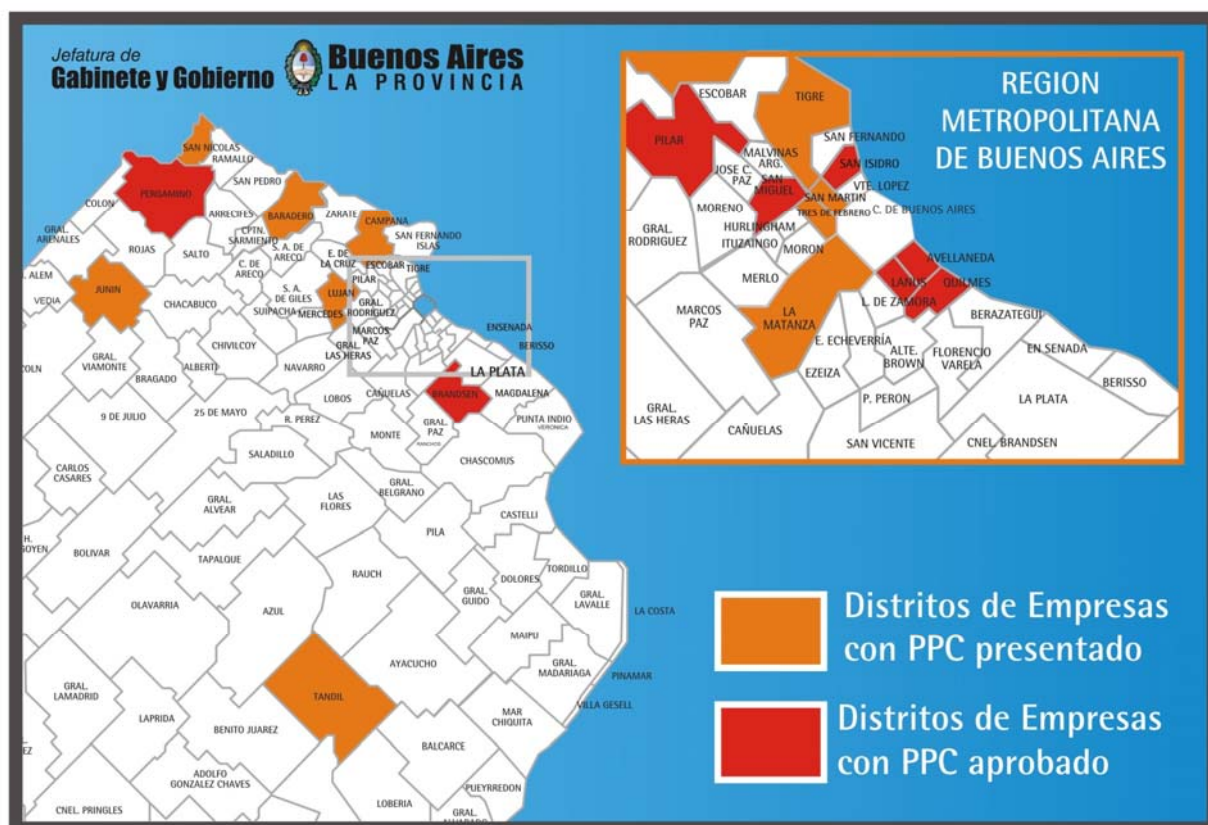 Jefatura de
Gabinete y Gobierno
Buenos Aires
LA PROVINCIA
SAN NICOLAS
RAMALLO
SAN PEDRO
PERGAMINO
COLON
ARRECIFES
BARADERO
ZARATE
CAMPANA
SAN FERNANDO
ISLAS
GRAL.
ARENALES
ROJAS
SALTO
CPTN.
SARMIENTO
S. A. DE
ARECO
E. DE
LA CRUZ
ESCOBAR
TIGRE
. ALEM
C. DE
ARECO
PILAR
VEDIA
JUNIN
CHACABUCO
S. A.
DE GILES
LUJAN
GRAL.
RODRIGUEZ
SUIPACHA
MERCEDES
MARCOS
PAZ
ENSENADA
BERISSO
GRAL.
LAS HERAS
CHIVILCOY
GRAL.
VIAMONTE
COLN
BRAGADO
ALBERTI
NAVARRO
LA PLATA
CAÑUELAS
BRANDSEN
MAGDALENA
LOBOS
9 DE JULIO
25 DE MAYO
R. PEREZ
MONTE
GRAL.
PAZ
RANCHOS
PUNTA INDIO
VERONICA
SALADILLO
CHASCOMUS
CARLOS
CASARES
GRAL.
ALVEAR
LAS
FLORES
GRAL.
BELGRANO
CASTELLI
PILA
H.
GOYEN
BOLIVAR
TAPALQUE
RAUCH
DOLORES
TORDILLO
OLAVARRIA
AZUL
GRAL.
GUIDO
GRAL.
LAVALLE
LA COSTA
MAIPU
AYACUCHO
GRAL.
MADARIAGA
PINAMAR
GRAL.
LAMADRID
TANDIL
VILLA GESELL
LAPRIDA
BENITO JUAREZ
MAR
CHIQUITA
BALCARCE
ADOLFO
GONZALEZ CHAVES
PUEYRREDON
CNEL. PRINGLES
LOBERIA
GRAL.
REGION
METROPOLITANA
DE BUENOS AIRES
ESCOBAR
TIGRE
PILAR
SAN FERNANDO
MALVINAS
ARG.
SAN ISIDRO
JOSE C.
PAZ
SAN
MIGUEL
VTE. LOPEZ
SAN MARTIN
MORENO
TRES DE FEBRERO
C. DE BUENOS AIRES
GRAL.
RODRIGUEZ
HURLINGHAM
ITUZAINGO
MORON
AVELLANEDA
MERLO
LANUS
QUILMES
MARCOS
PAZ
LA
MATANZA
L. DE ZAMORA
BERAZATEGUI
E. ECHEVERRÍA
ALTE.
BROWN
FLORENCIO
VARELA
EN SENADA
EZEIZA
BERISSO
P. PERON
LA PLATA
GRAL.
LAS HERAS
CAÑUELAS
SAN VICENTE
CNEL. BRANDSEN
Distritos de Empresas
con PPC presentado
Distritos de Empresas
con PPC aprobado